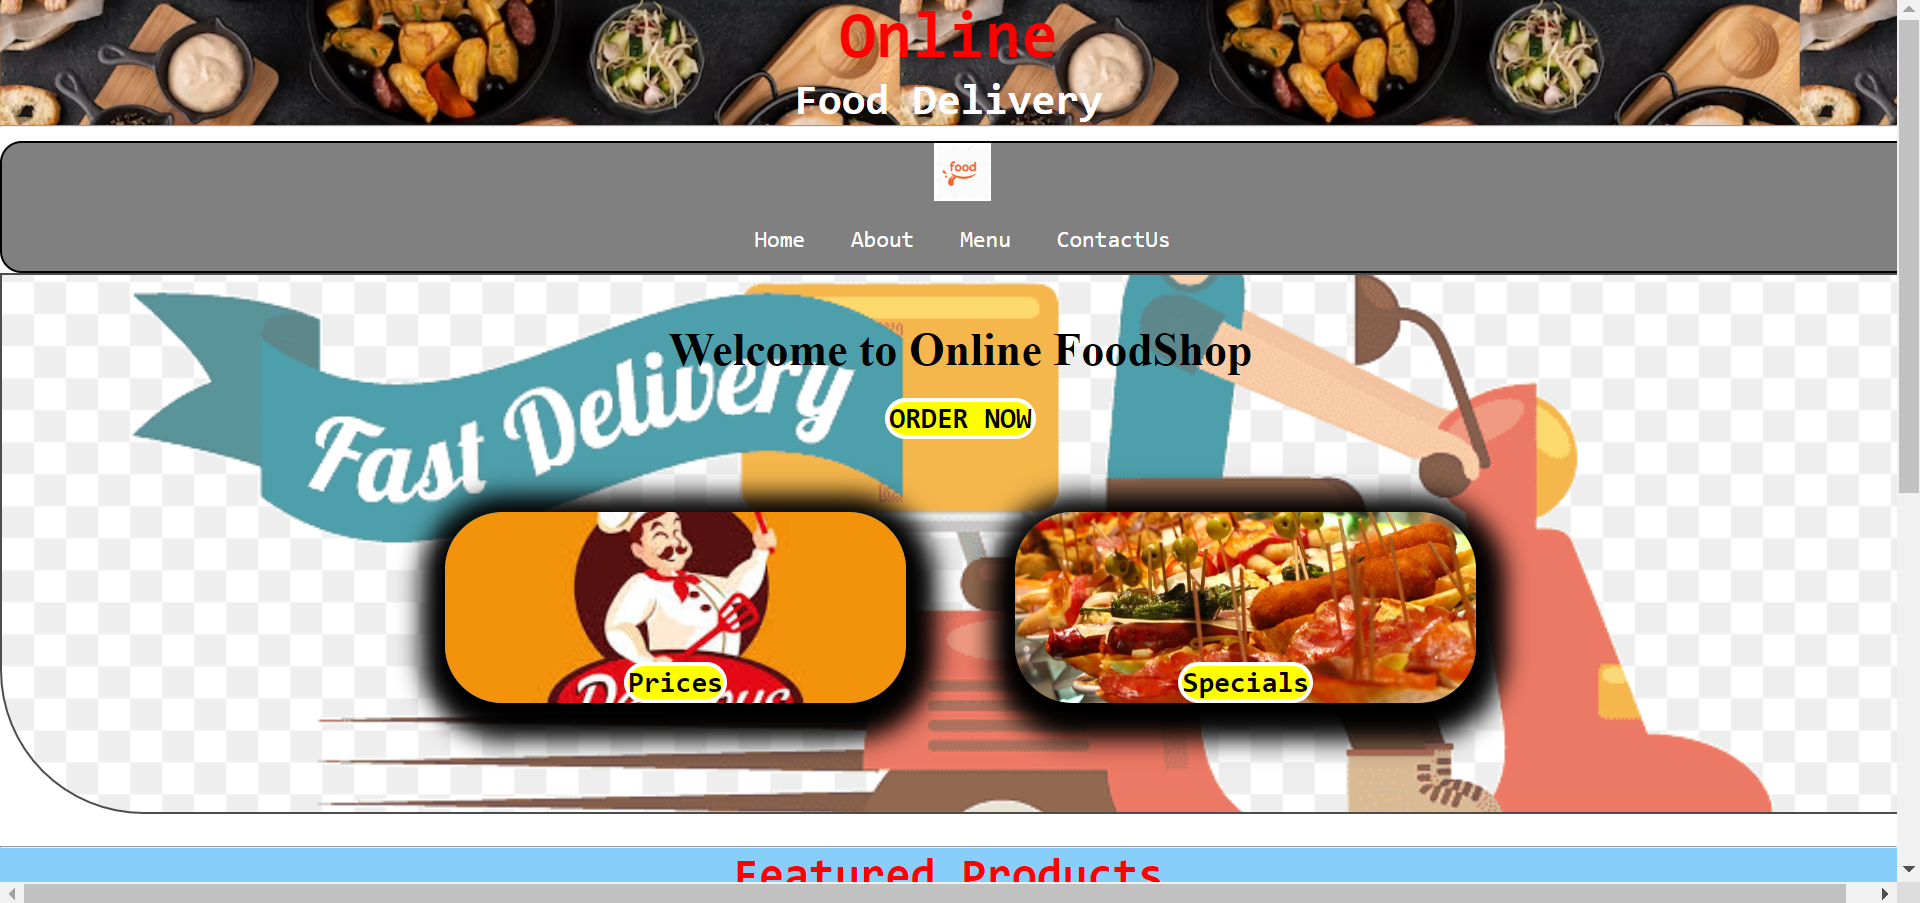 Online
Food Delivery
food
Home About Menu ContactUs
Welcome to Online FoodShop
Fast Delivery
ORDER NOW
Prices
Specials
Featured Products